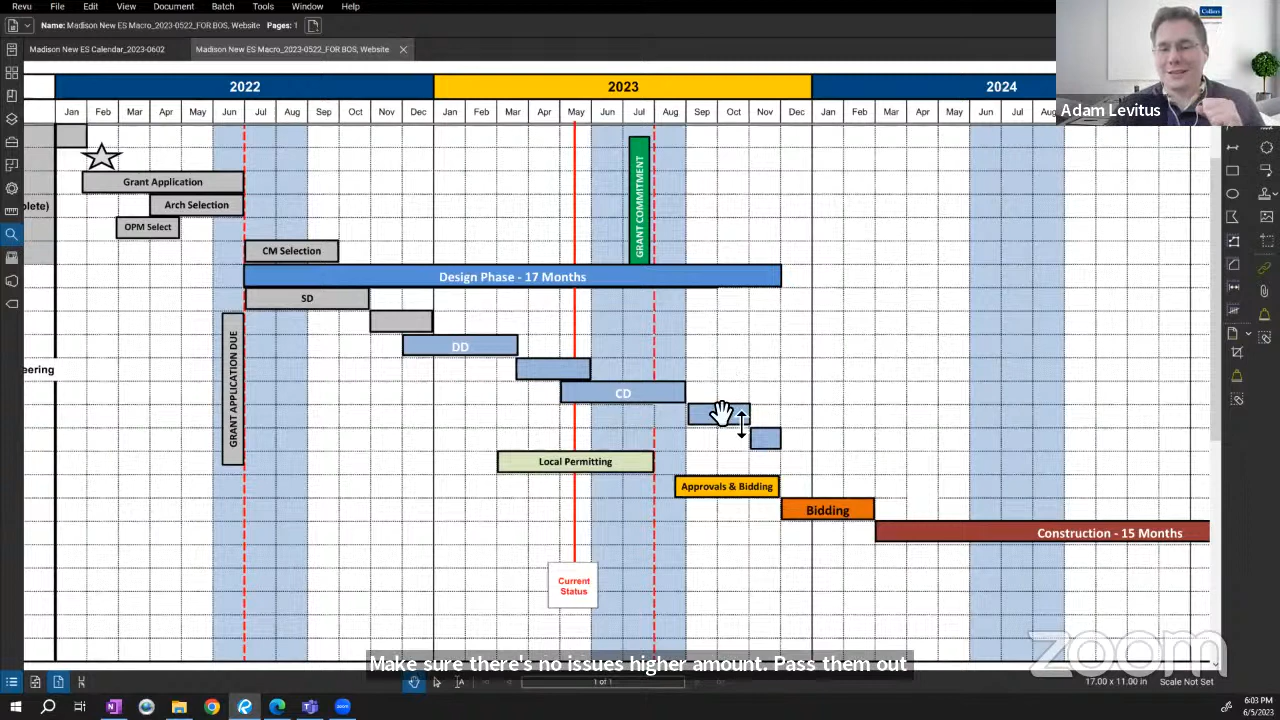 Revu File Edit View Document Batch Tools Window Help
Madison New ES Macro_2023-0522_FOR BOS, Website Pages: 1
Colliers
Madison New ES Calendar_2023-0602 Madison New ES Macro_2023-0522_FOR BOS, Website
Adam Levitus
2022 2023 2024
Jan Feb Mar Apr May Jun Jul Aug Sep Oct Nov Dec Jan Feb Mar Apr May Jun Jul Aug Sep Oct Nov Dec Jan Feb Mar Apr May Jun Jul Aug
GRANT COMMITMENT
Grant Application
plete) Arch Selection
OPM Select
CM Selection
Design Phase - 17 Months
SD
GRANT APPLICATION DUE
DD
eering
CD
Local Permitting
Approvals & Bidding
Bidding
Construction - 15 Months
Current
Status
zoom
Make sure there's no issues higher amount. Pass them out
1 of 1 17.00 x 11.00 in Scale Not Set
6:03 PM
6/5/2023